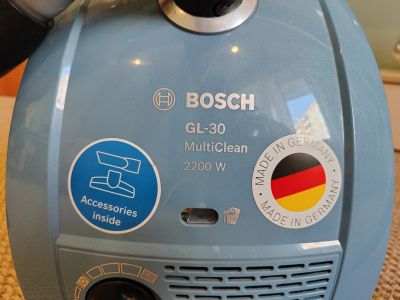 BOSCH
GL-30
MultiClean
2200 W
Accessories
inside
MADE IN GERMANY
MADE IN GERMANY